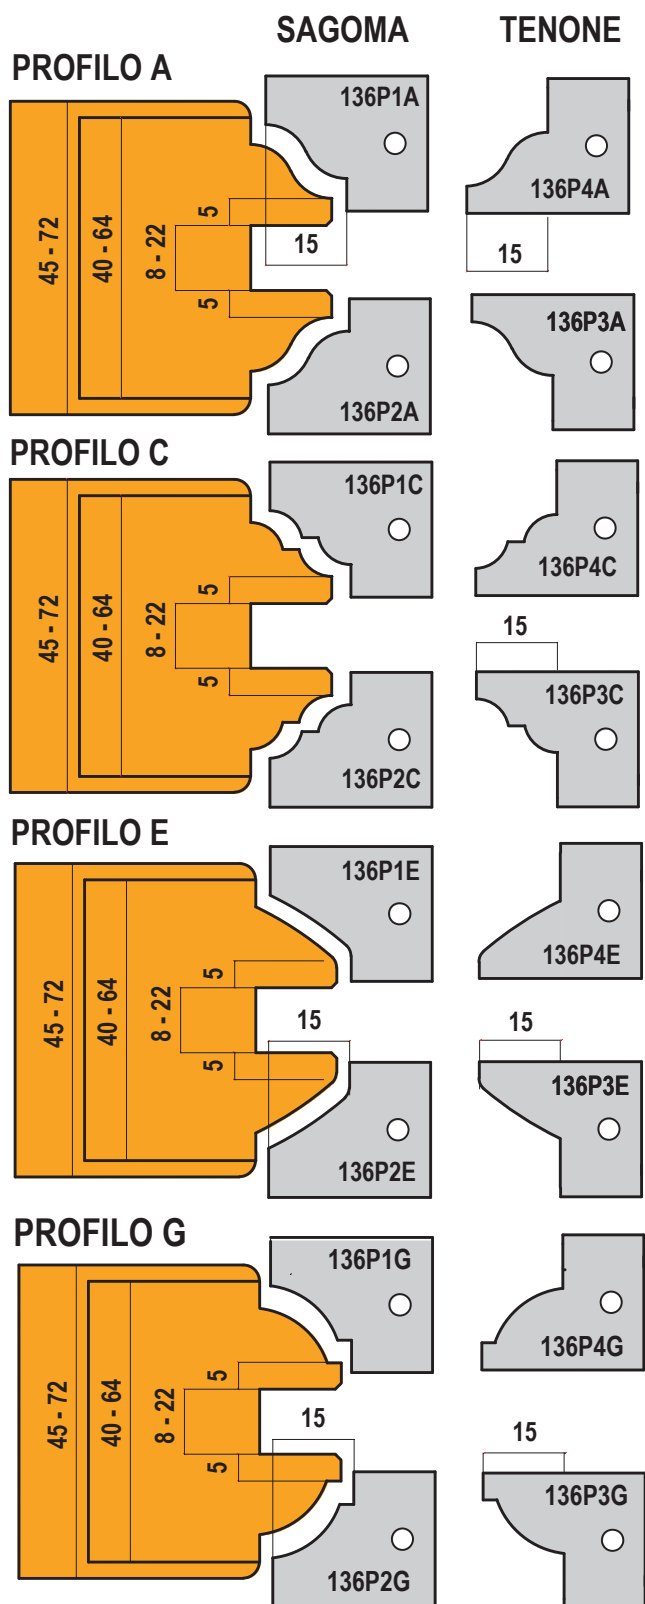 SAGOMA
TENONE
PROFILO A
136P1A
136P4A
45 - 72
40 - 64
8 - 22
5
5
15
15
136P2A
136P3A
PROFILO C
136P1C
136P4C
45 - 72
40 - 64
8 - 22
5
5
15
136P2C
136P3C
PROFILO E
136P1E
136P4E
45 - 72
40 - 64
8 - 22
5
5
15
15
136P2E
136P3E
PROFILO G
136P1G
136P4G
45 - 72
40 - 64
8 - 22
5
5
15
15
136P2G
136P3G